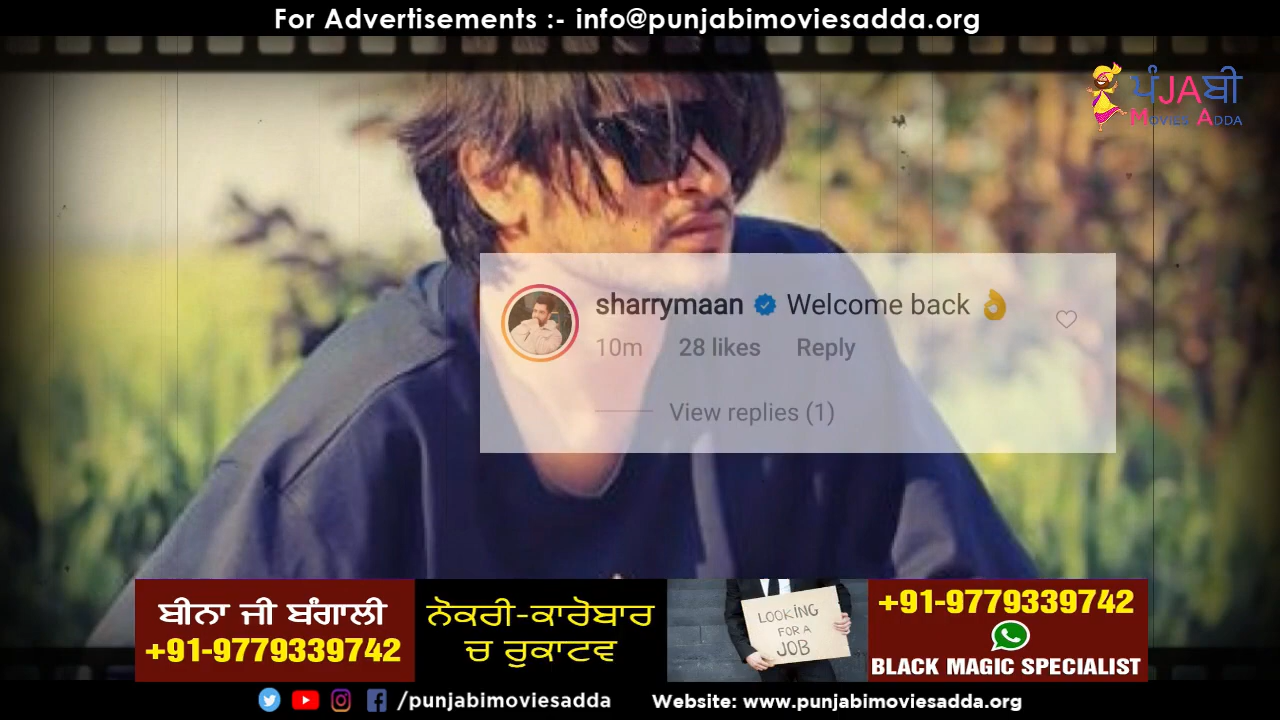 For Advertisements :- info@punjabimoviesadda.org
ਪੰJAਬੀ
MOVIES ADDA
sharrymaan Welcome back 👌
10m 28 likes Reply
View replies (1)
ਬੀਨਾ ਜੀ ਬੰਗਾਲੀ
+91-9779339742
ਨੋਕਰੀ-ਕਾਰੋਬਾਰ
ਚ ਰੁਕਾਟਵ
LOOKING
FOR A
JOB
+91-9779339742
BLACK MAGIC SPECIALIST
/punjabimoviesadda Website: www.punjabimoviesadda.org